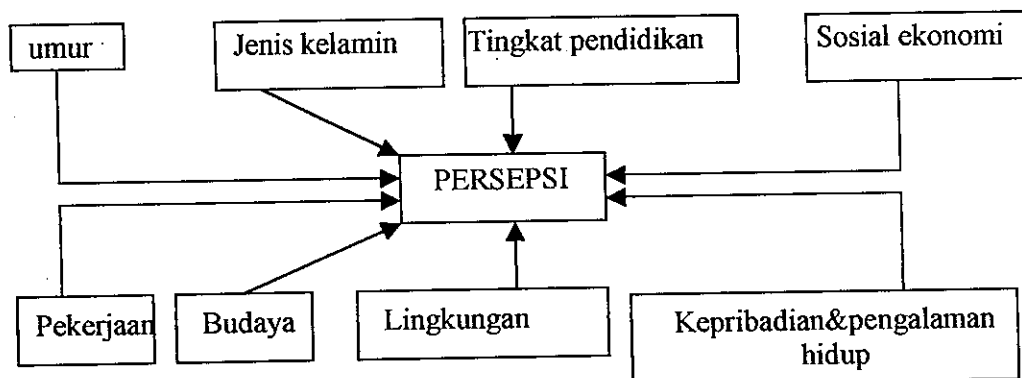 umur
Jenis kelamin
Tingkat pendidikan
Sosial ekonomi
PERSEPSI
Pekerjaan
Budaya
Lingkungan
Kepribadian&pengalaman
hidup